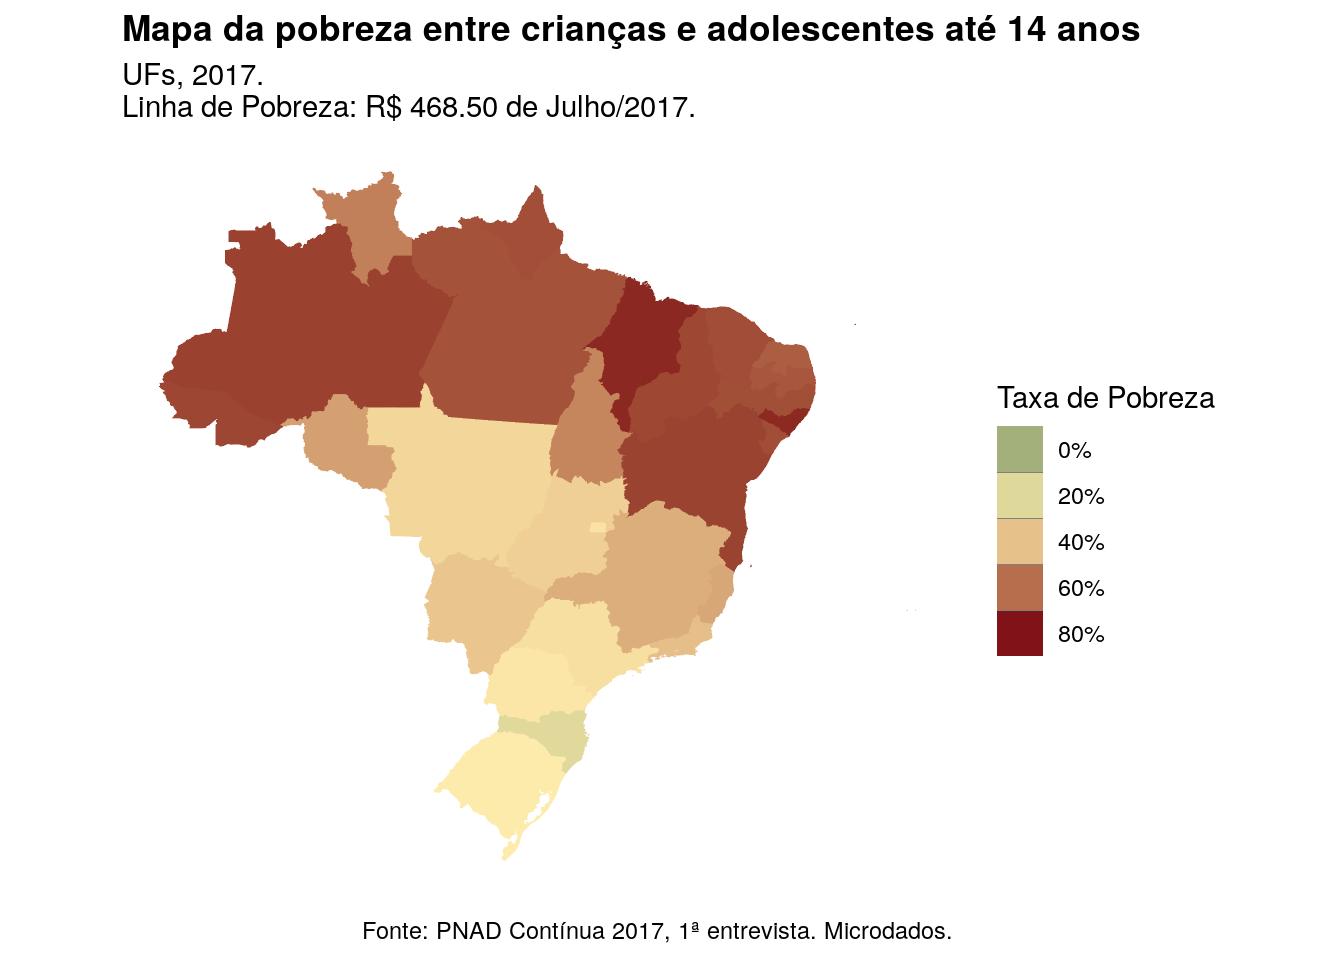 Mapa da pobreza entre crianças e adolescentes até 14 anos
UFs, 2017.
Linha de Pobreza: R$ 468.50 de Julho/2017.
Taxa de Pobreza
0%
20%
40%
60%
80%
Fonte: PNAD Contínua 2017, 1ª entrevista. Microdados.